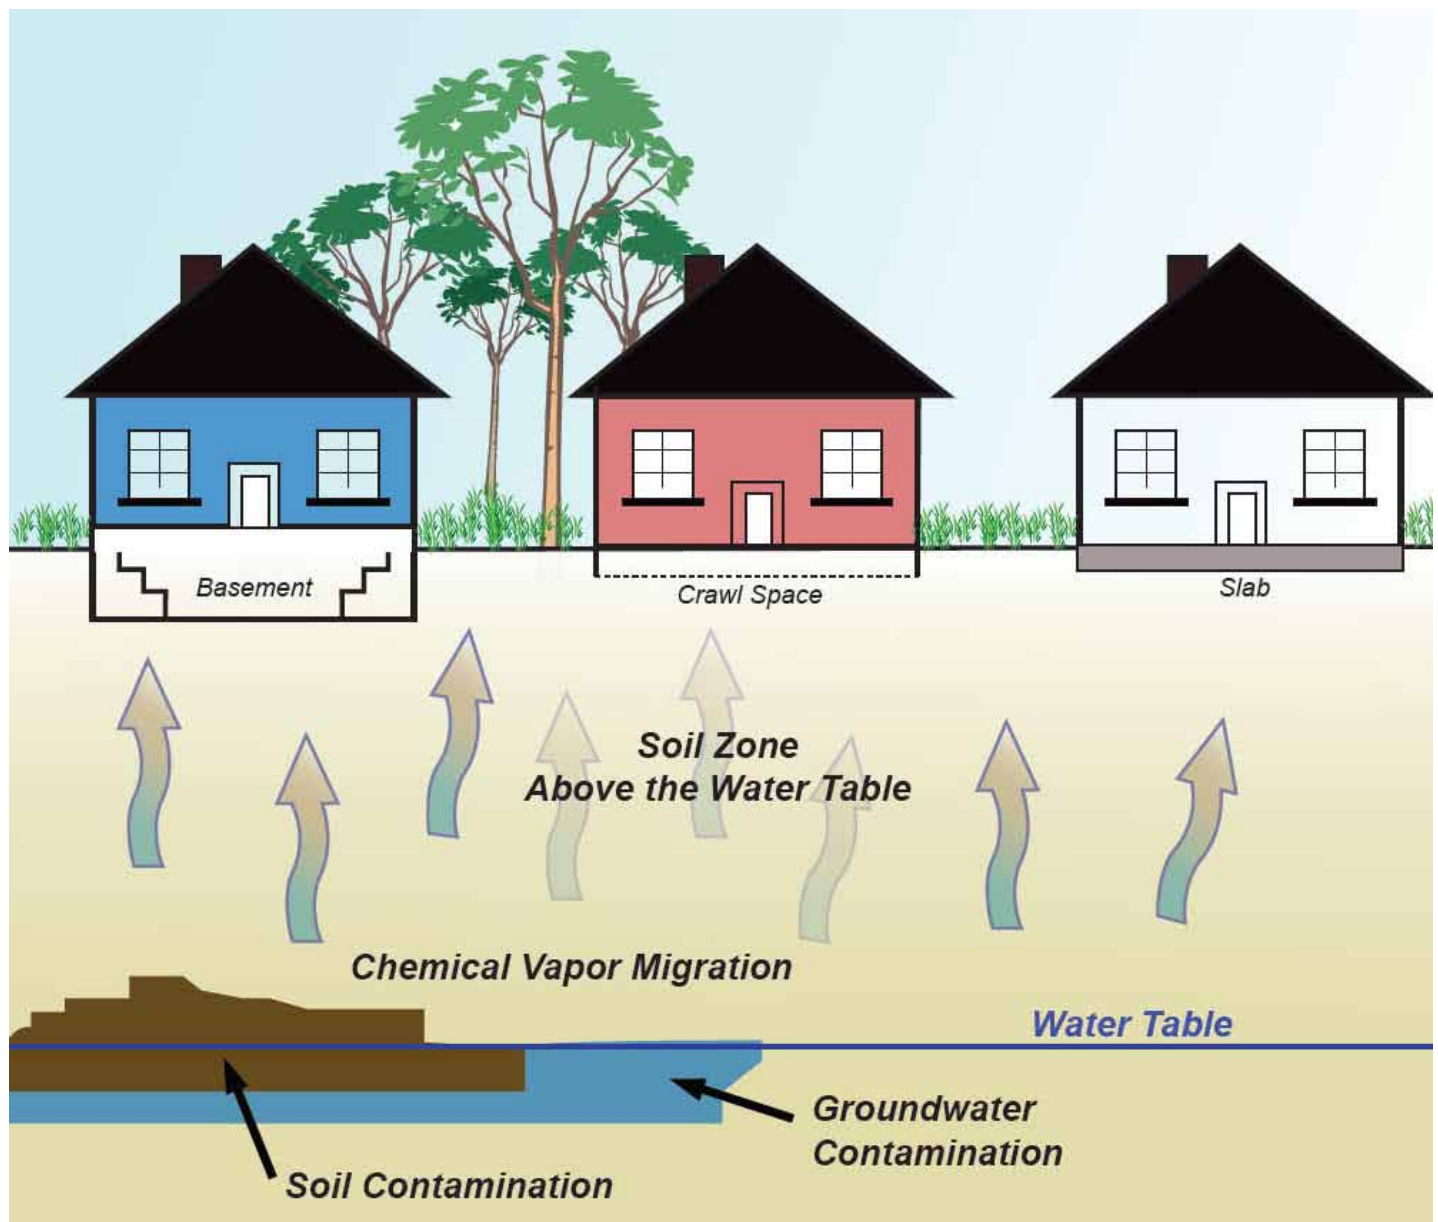 Basement
Crawl Space
Slab
Soil Zone
Above the Water Table
Chemical Vapor Migration
Water Table
Groundwater
Contamination
Soil Contamination